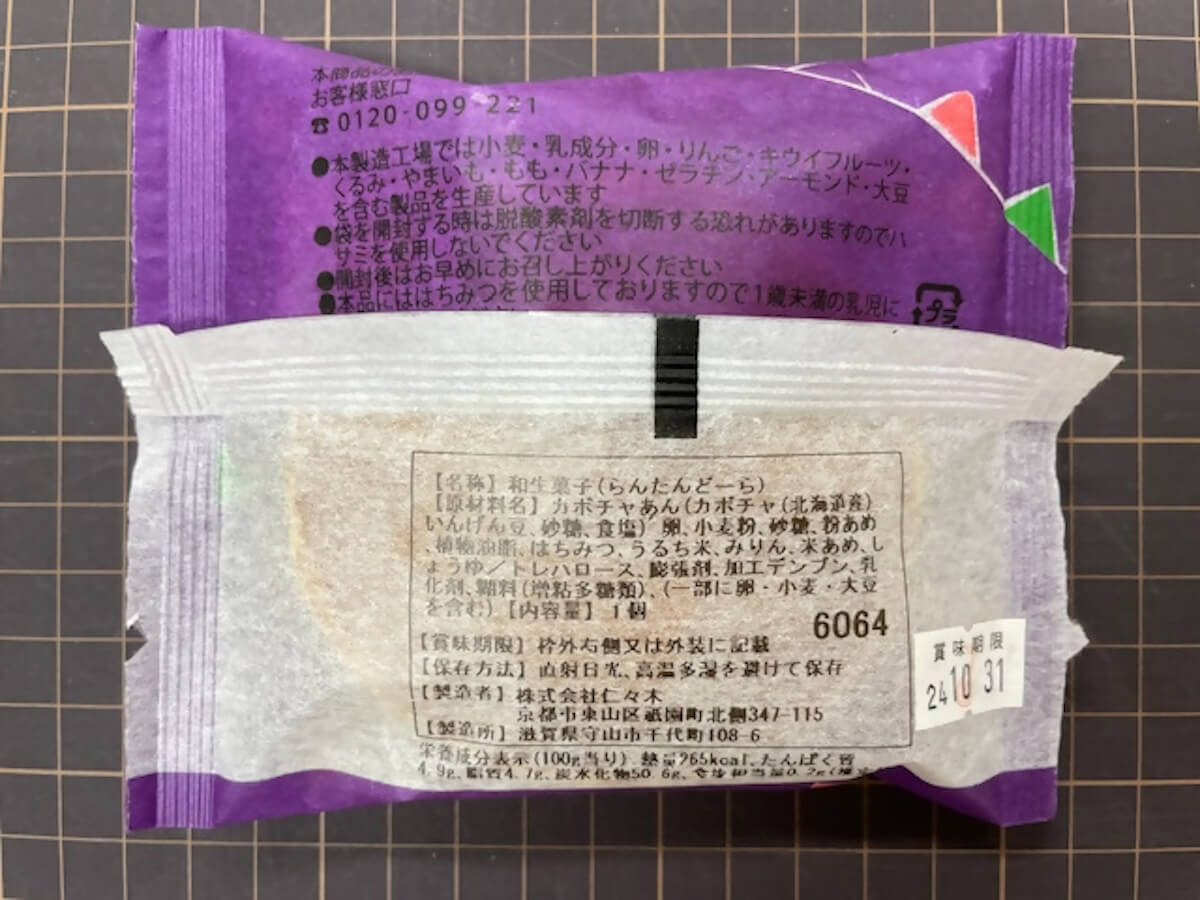 本商品の
お客様窓口
☎0120-099-221
●本製造工場では小麦・乳成分・卵・りんご・キウイフルーツ・
くるみ・やまいも・もも・バナナ・ゼラチン・アーモンド・大豆
を含む製品を生産しています
●袋を開封する時は脱酸素剤を切断する恐れがありますのでハ
サミを使用しないでください
●開封後はお早めにお召し上がりください
●本品にははちみつを使用しておりますので1歳未満の乳児に
プラ
【名称】和生菓子(らんたんどーら)
【原材料名】カボチャあん(カボチャ(北海道産)
いんげん豆、砂糖、食塩)卵、小麦粉、砂糖、粉あめ
、植物油脂、はちみつ、うるち米、みりん、米あめ、し
ょうゆ/トレハロース、膨張剤、加工デンプン、乳
化剤、糊料(増粘多糖類)、(一部に卵・小麦・大豆
を含む)【内容量】1個
6064
【賞味期限】枠外右側又は外装に記載
【保存方法】直射日光、高温多湿を避けて保存
【製造者】株式会社仁々木
京都市東山区祇園町北側347-115
【製造所】滋賀県守山市千代町108-6
賞味期限
24 10 31
栄養成分表示(100g当り) 熱量265kcal、たんぱく質
4.9g、脂質4.7g、炭水化物50.6g、食塩相当量0.2g(推定